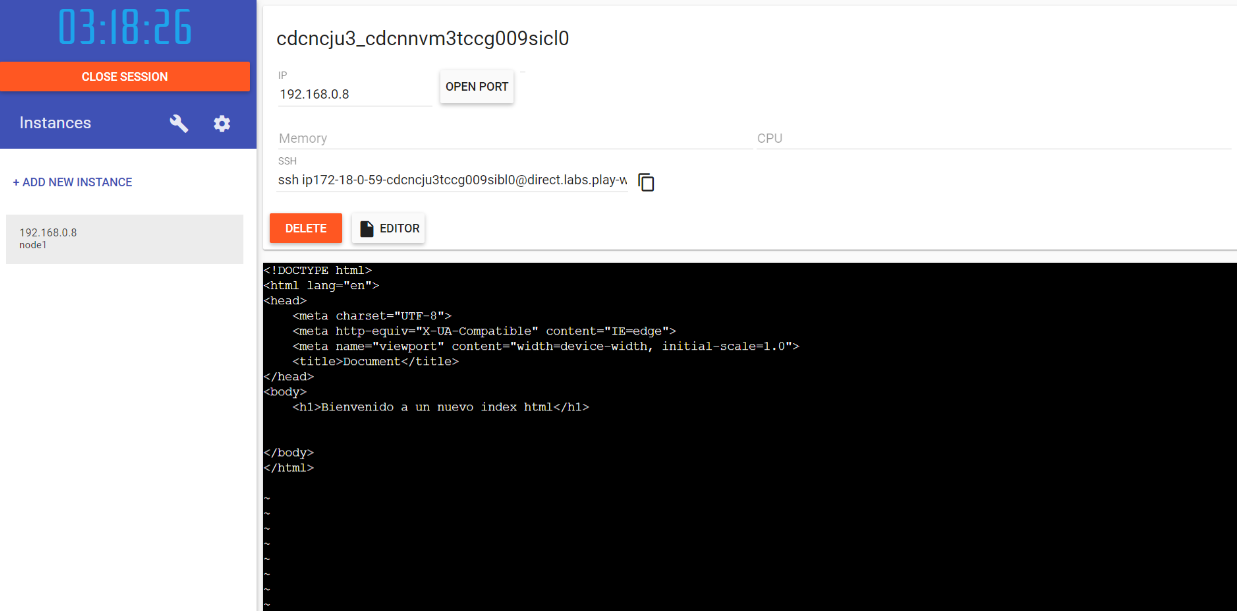 03:18:26
CLOSE SESSION
Instances
+ ADD NEW INSTANCE
192.168.0.8
node1
cdcncju3_cdcnnvm3tccg009sicl0
IP
192.168.0.8
OPEN PORT
Memory
CPU
SSH
ssh ip172-18-0-59-cdcncju3tccg009sibl0@direct.labs.play-w
DELETE
EDITOR
<!DOCTYPE html>
<html lang="en">
<head>
    <meta charset="UTF-8">
    <meta http-equiv="X-UA-Compatible" content="IE=edge">
    <meta name="viewport" content="width=device-width, initial-scale=1.0">
    <title>Document</title>
</head>
<body>
    <h1>Bienvenido a un nuevo index html</h1>
</body>
</html>
~
~
~
~
~
~
~
~